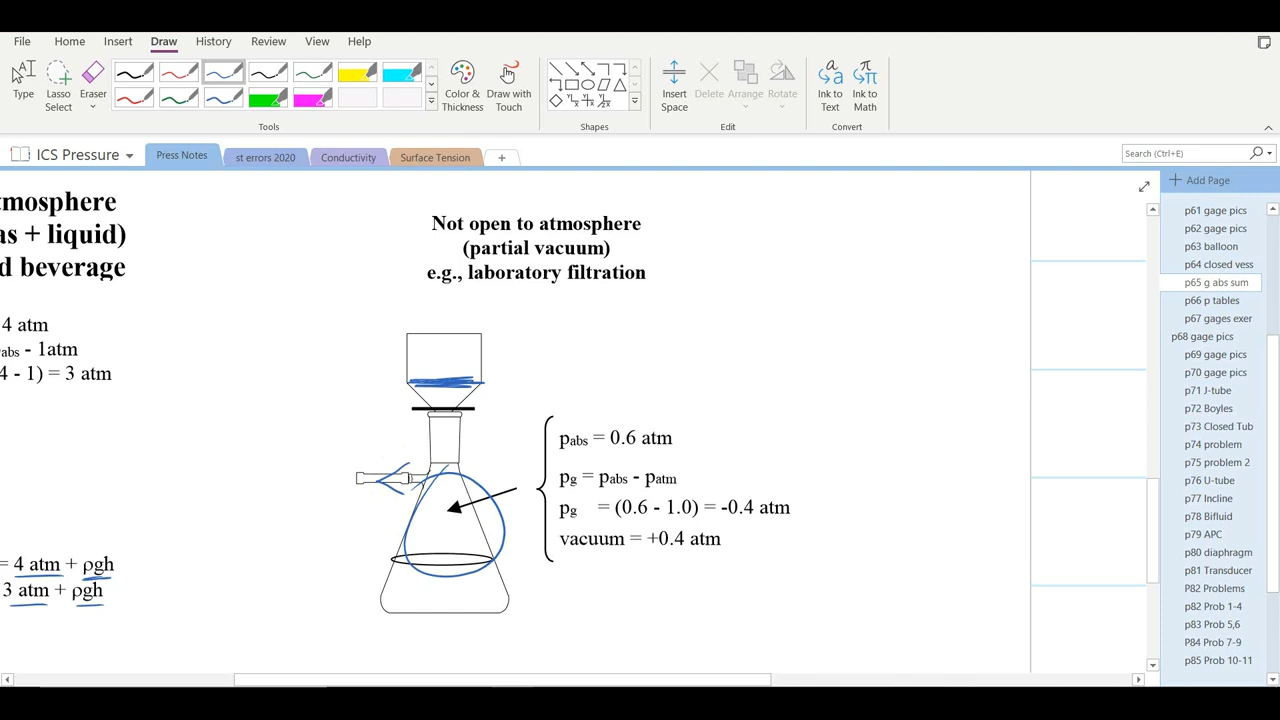 File Home Insert Draw History Review View Help
Type
Lasso
Select
Eraser
Color &
Thickness
Draw with
Touch
Insert
Space
Delete
Arrange
Rotate
Ink to
Text
Ink to
Math
Tools
Shapes
Edit
Convert
ICS Pressure
Press Notes
st errors 2020
Conductivity
Surface Tension
Search (Ctrl+E)
Add Page
p61 gage pics
p62 gage pics
p63 balloon
p64 closed vess
p65 g abs sum
p66 p tables
p67 gages exer
p68 gage pics
p69 gage pics
p70 gage pics
p71 J-tube
p72 Boyles
p73 Closed Tub
p74 problem
p75 problem 2
p76 U-tube
p77 Incline
p78 Bifluid
p79 APC
p80 diaphragm
p81 Transducer
P82 Problems
p82 Prob 1-4
p83 Prob 5,6
P84 Prob 7-9
p85 Prob 10-11
tmosphere
as + liquid)
d beverage
4 atm
abs - 1atm
4 - 1) = 3 atm
= 4 atm + ρgh
3 atm + ρgh
Not open to atmosphere
(partial vacuum)
e.g., laboratory filtration
pabs = 0.6 atm
pg = pabs - patm
pg = (0.6 - 1.0) = -0.4 atm
vacuum = +0.4 atm